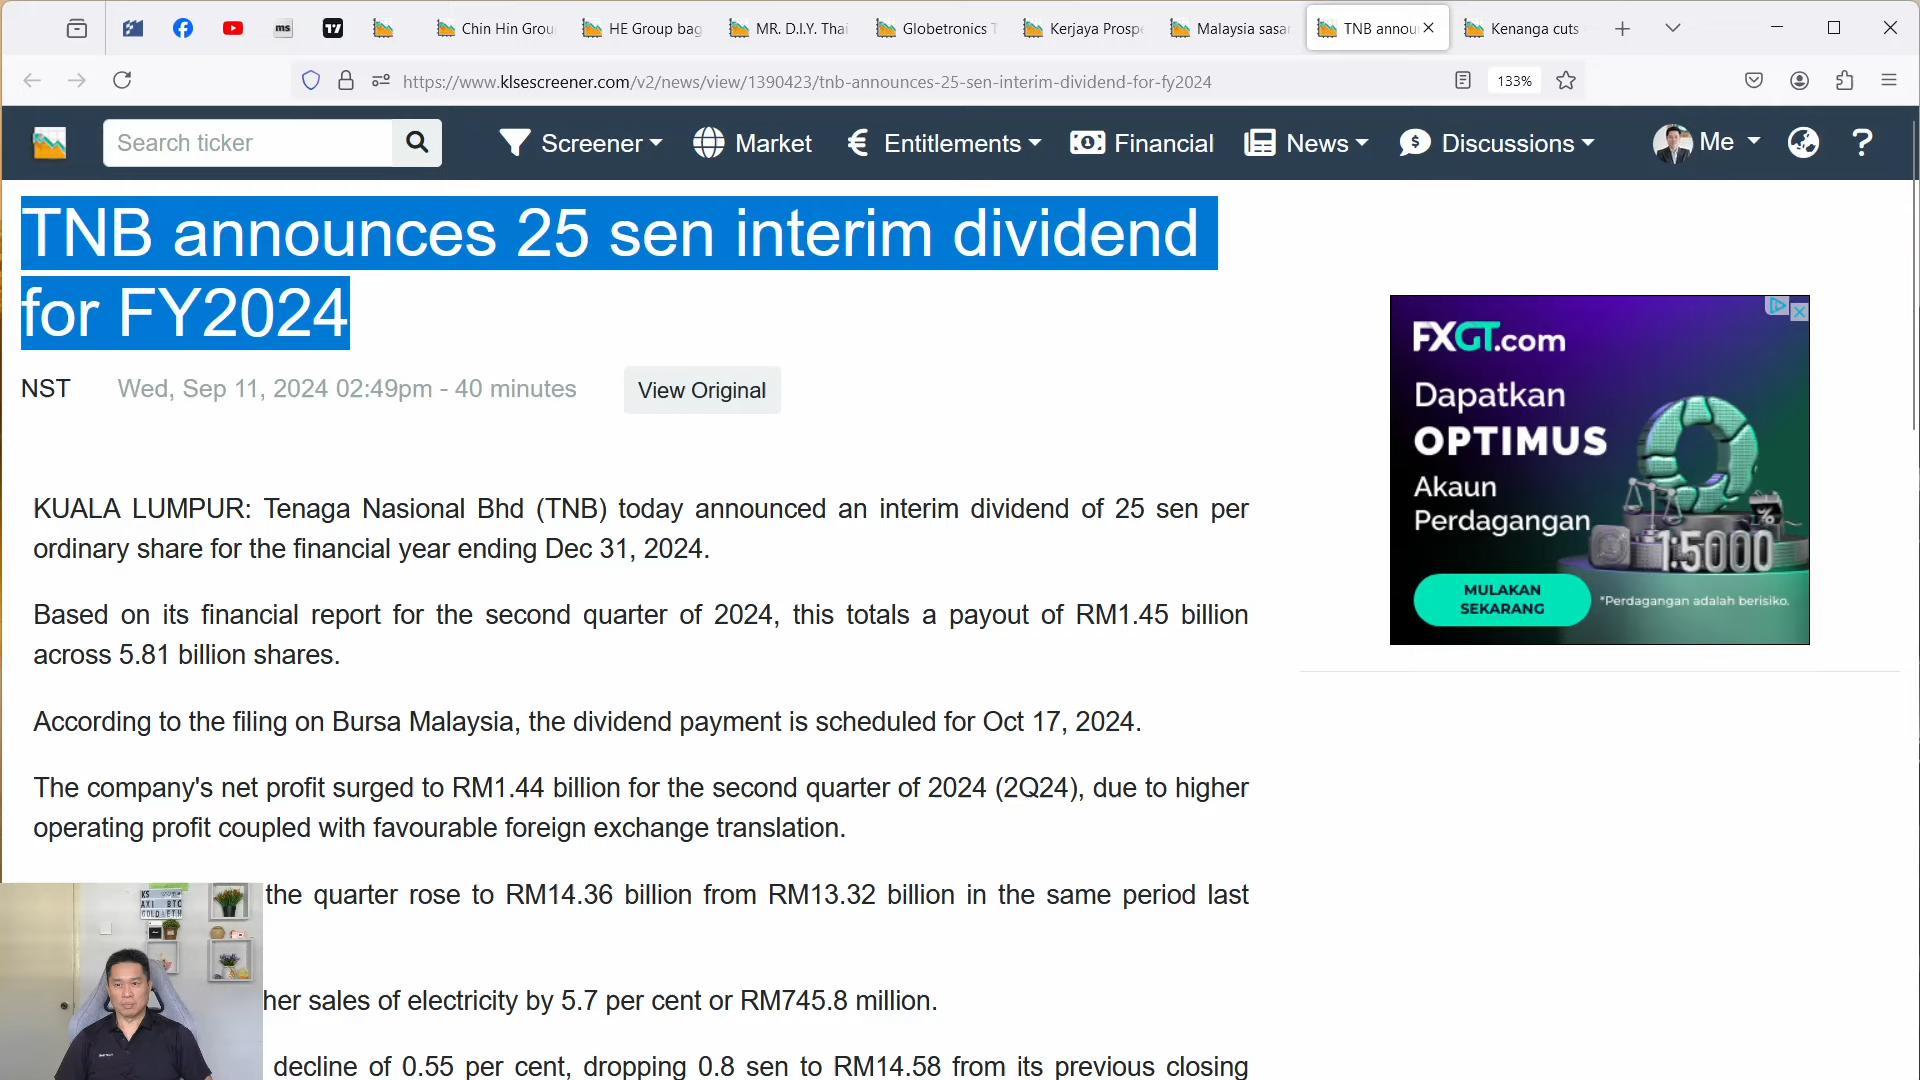 Chin Hin Grou
HE Group bag
MR. D.I.Y. Thai
Globetronics T
Kerjaya Prospe
Malaysia sasar
TNB annou
Kenanga cuts
https://www.klsescreener.com/v2/news/view/1390423/tnb-announces-25-sen-interim-dividend-for-fy2024
133%
Search ticker
Screener
Market
Entitlements
Financial
News
Discussions
Me
TNB announces 25 sen interim dividend
for FY2024
NST
Wed, Sep 11, 2024 02:49pm - 40 minutes
View Original
KUALA LUMPUR: Tenaga Nasional Bhd (TNB) today announced an interim dividend of 25 sen per
ordinary share for the financial year ending Dec 31, 2024.
Based on its financial report for the second quarter of 2024, this totals a payout of RM1.45 billion
across 5.81 billion shares.
According to the filing on Bursa Malaysia, the dividend payment is scheduled for Oct 17, 2024.
The company's net profit surged to RM1.44 billion for the second quarter of 2024 (2Q24), due to higher
operating profit coupled with favourable foreign exchange translation.
the quarter rose to RM14.36 billion from RM13.32 billion in the same period last
her sales of electricity by 5.7 per cent or RM745.8 million.
decline of 0.55 per cent, dropping 0.8 sen to RM14.58 from its previous closing
FXGT.com
Dapatkan
OPTIMUS
Akaun
Perdagangan
1:5000
MULAKAN
SEKARANG
*Perdagangan adalah berisiko.
KS
AXI BTC
GOLD & ETH